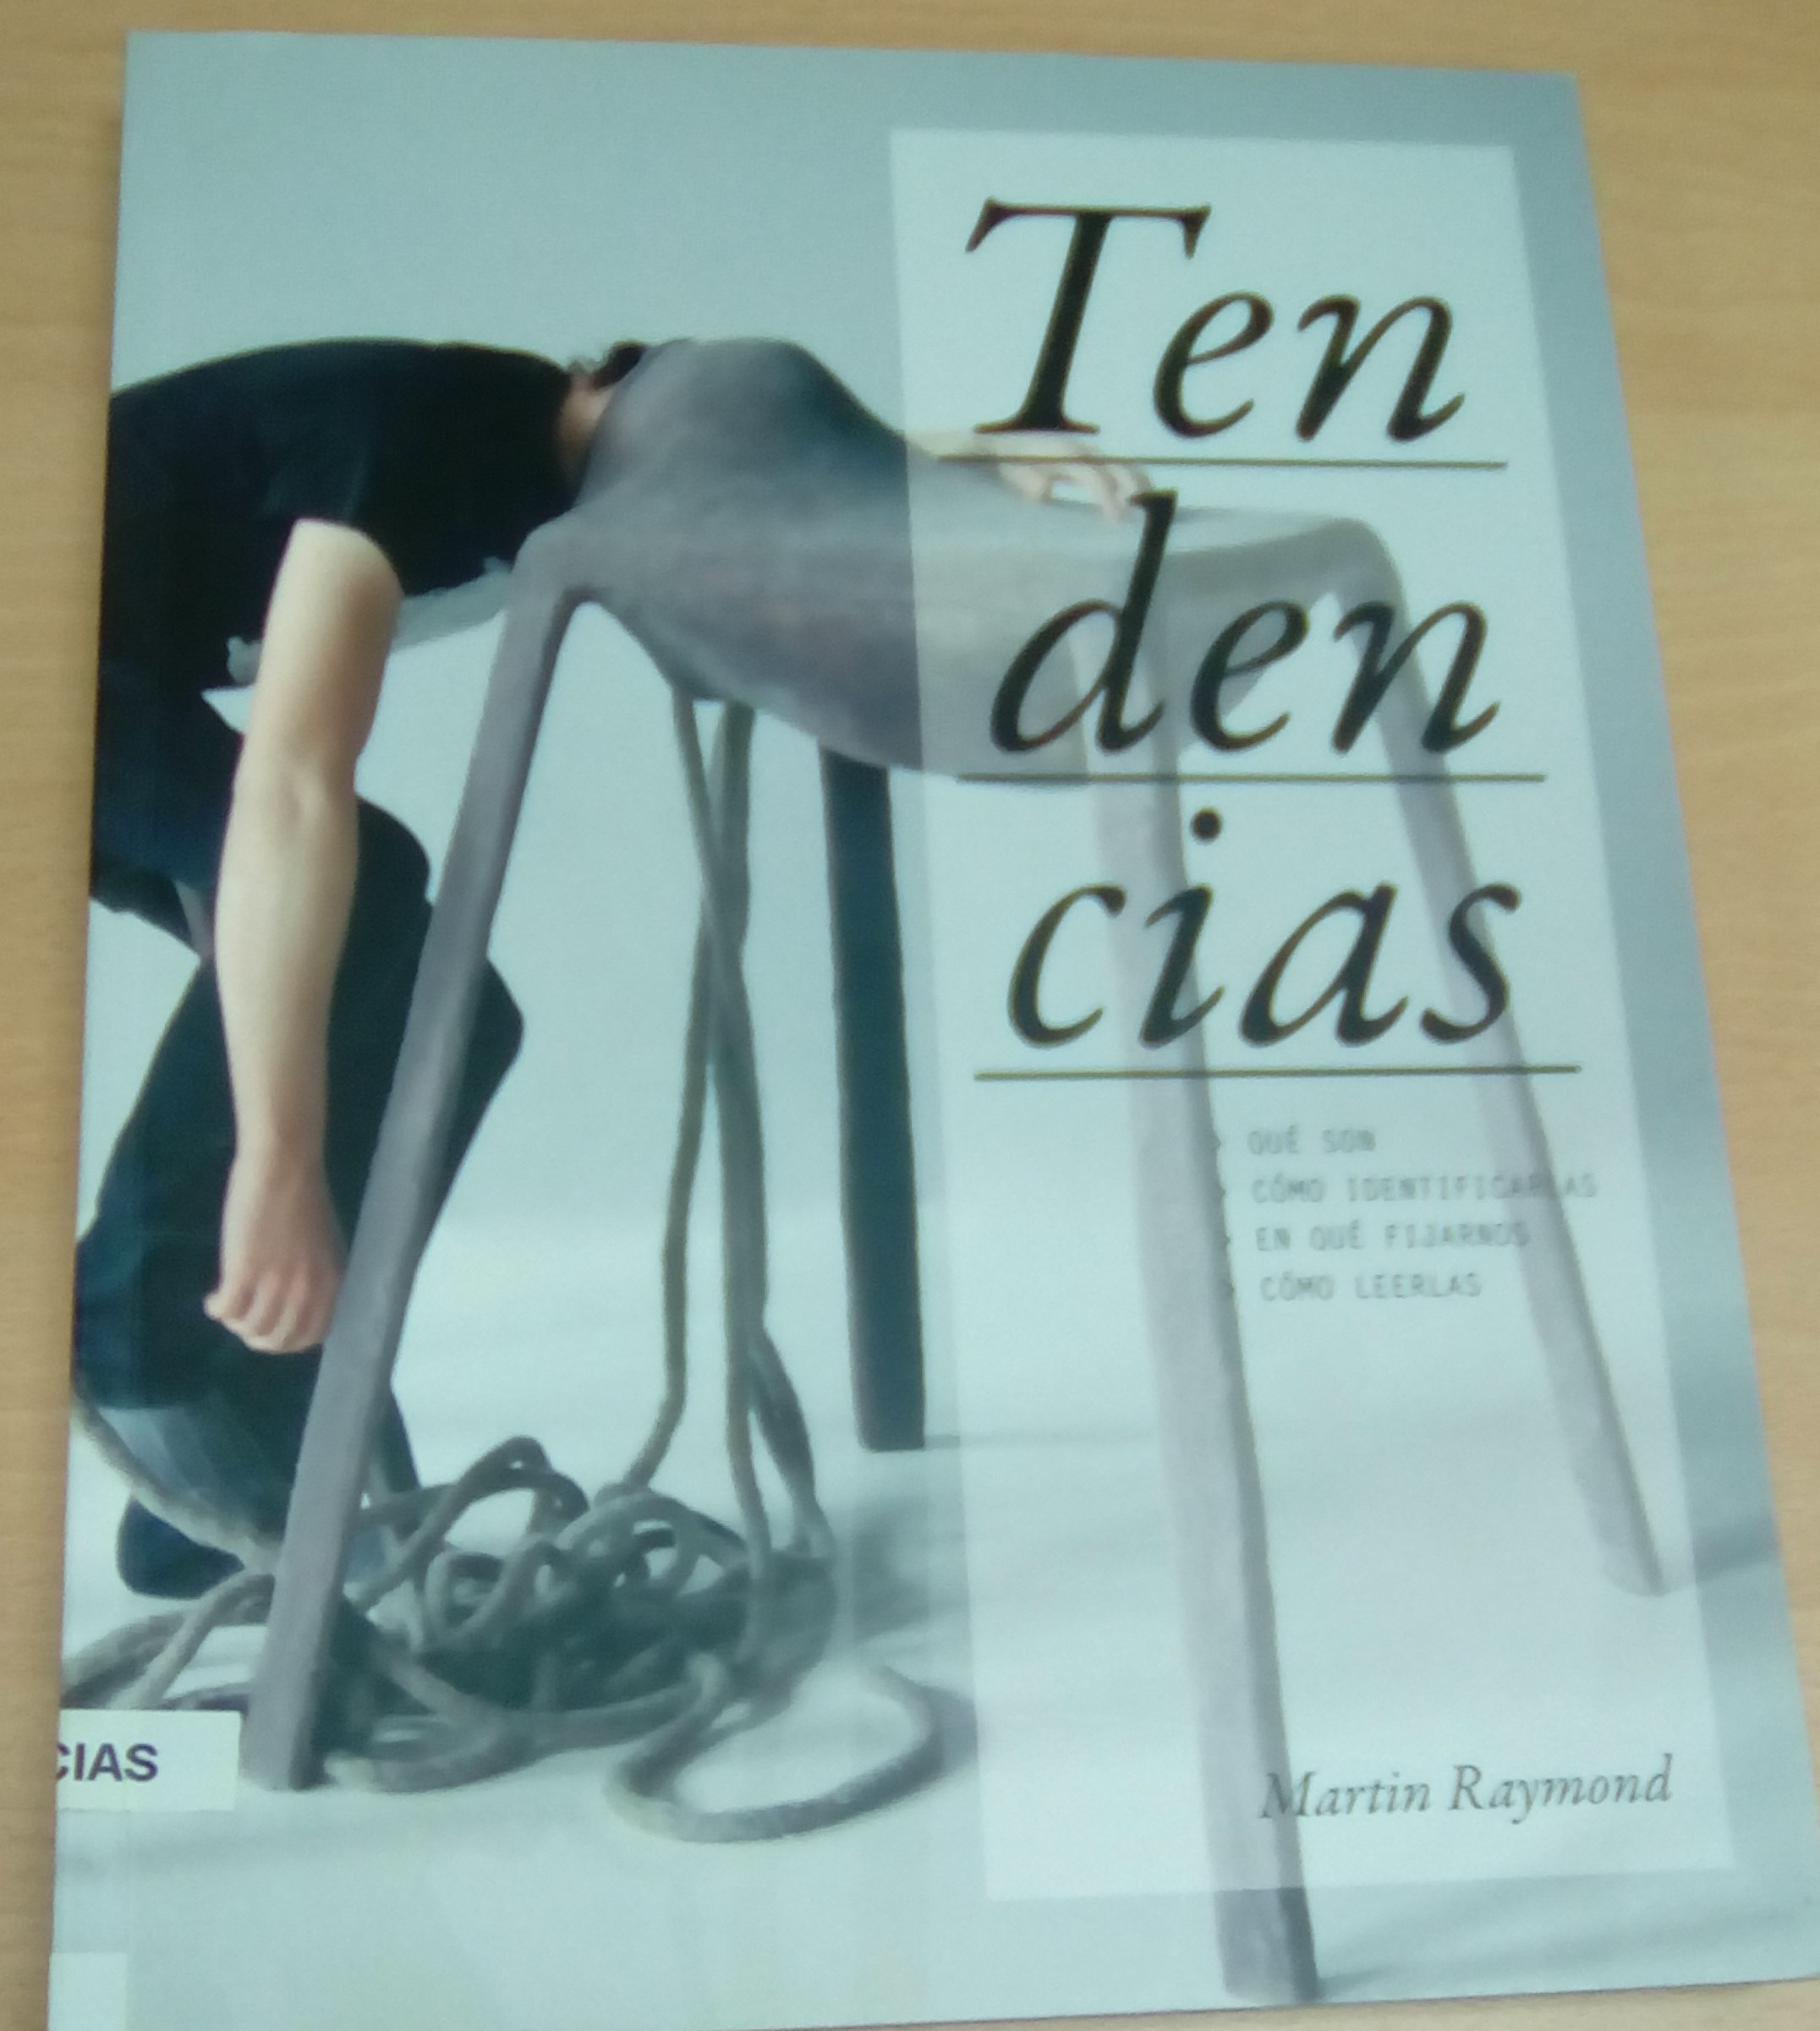 Ten
den
cias
QUÉ SON
CÓMO IDENTIFICARLAS
EN QUÉ FIJARNOS
CÓMO LEERLAS
CIAS
Martin Raymond